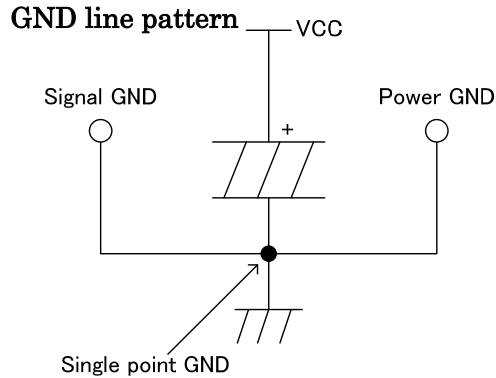 GND line pattern
VCC
Signal GND
Power GND
+
Single point GND